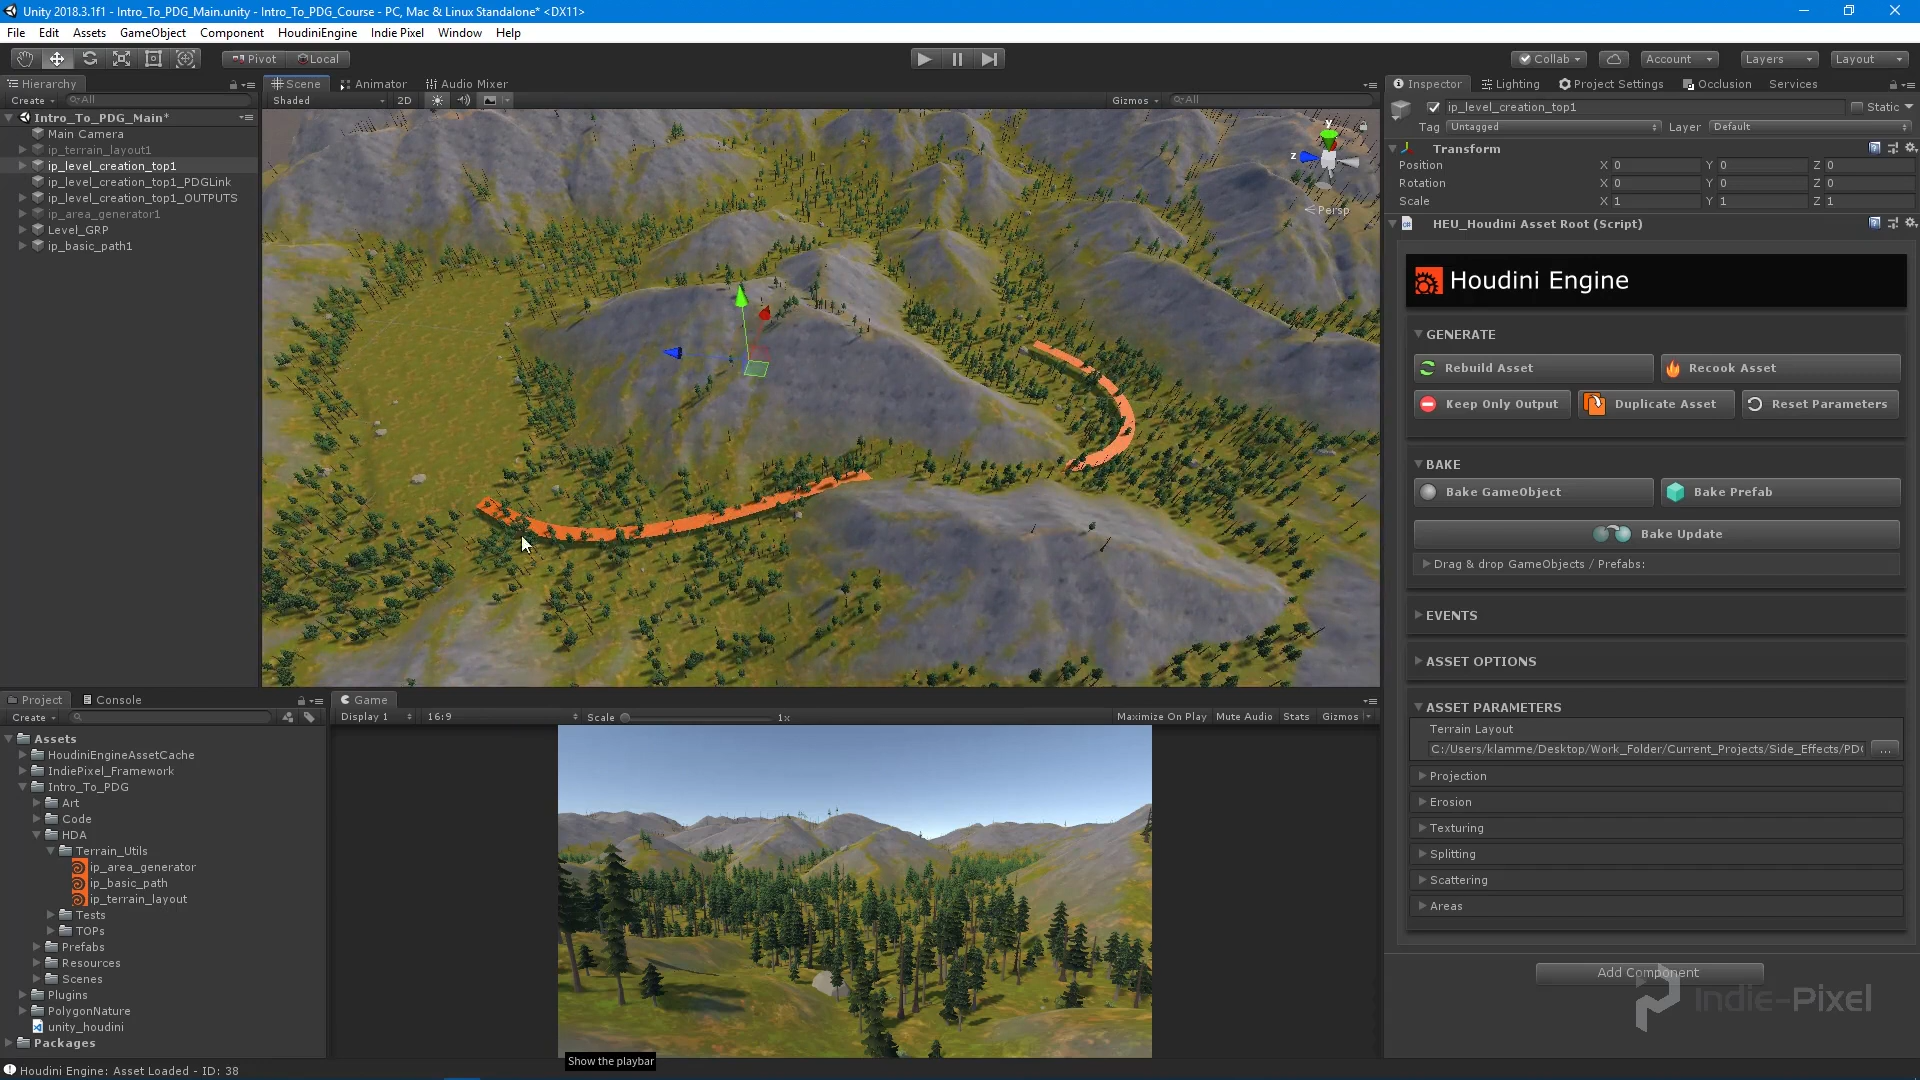 Unity 2018.3.1f1 - Intro_To_PDG_Main.unity - Intro_To_PDG_Course - PC, Mac & Linux Standalone* <DX11>
File Edit Assets GameObject Component HoudiniEngine Indie Pixel Window Help
Pivot Local Collab Account Layers Layout
Hierarchy Scene Animator Audio Mixer Inspector Lighting Project Settings Occlusion Services
Create All Shaded 2D Gizmos All
ip_level_creation_top1 Static
Tag Untagged Layer Default
Intro_To_PDG_Main*
Main Camera
ip_terrain_layout1
ip_level_creation_top1
ip_level_creation_top1_PDGLink
ip_level_creation_top1_OUTPUTS
ip_area_generator1
Level_GRP
ip_basic_path1
y
z
Persp
Transform
Position X 0 Y 0 Z 0
Rotation X 0 Y 0 Z 0
Scale X 1 Y 1 Z 1
HEU_Houdini Asset Root (Script)
Houdini Engine
GENERATE
Rebuild Asset Recook Asset
Keep Only Output Duplicate Asset Reset Parameters
BAKE
Bake GameObject Bake Prefab
Bake Update
Drag & drop GameObjects / Prefabs:
EVENTS
ASSET OPTIONS
ASSET PARAMETERS
Terrain Layout
C:/Users/klamme/Desktop/Work_Folder/Current_Projects/Side_Effects/PD ...
Projection
Erosion
Texturing
Splitting
Scattering
Areas
Add Component
Indie-Pixel
Project Console Game
Create Display 1 16:9 Scale 1x Maximize On Play Mute Audio Stats Gizmos
Assets
HoudiniEngineAssetCache
IndiePixel_Framework
Intro_To_PDG
Art
Code
HDA
Terrain_Utils
ip_area_generator
ip_basic_path
ip_terrain_layout
Tests
TOPs
Prefabs
Resources
Scenes
Plugins
PolygonNature
unity_houdini
Packages
Show the playbar
Houdini Engine: Asset Loaded - ID: 38